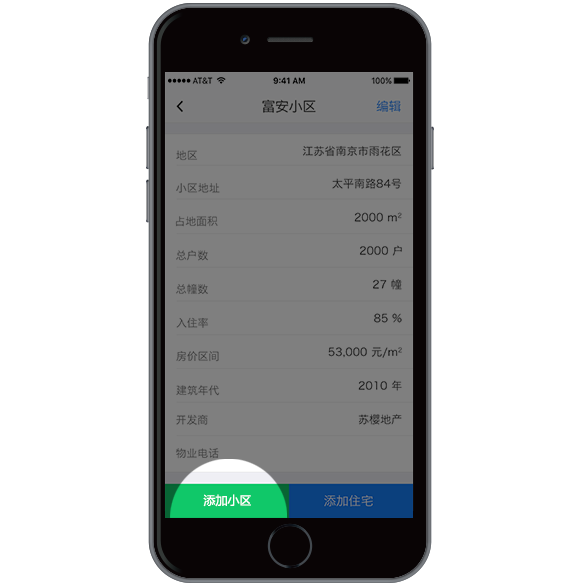 AT&T 9:41 AM 100%
富安小区 编辑
地区 江苏省南京市雨花区
小区地址 太平南路84号
占地面积 2000 m²
总户数 2000 户
总幢数 27 幢
入住率 85 %
房价区间 53,000 元/m²
建筑年代 2010 年
开发商 苏樱地产
物业电话
添加小区 添加住宅